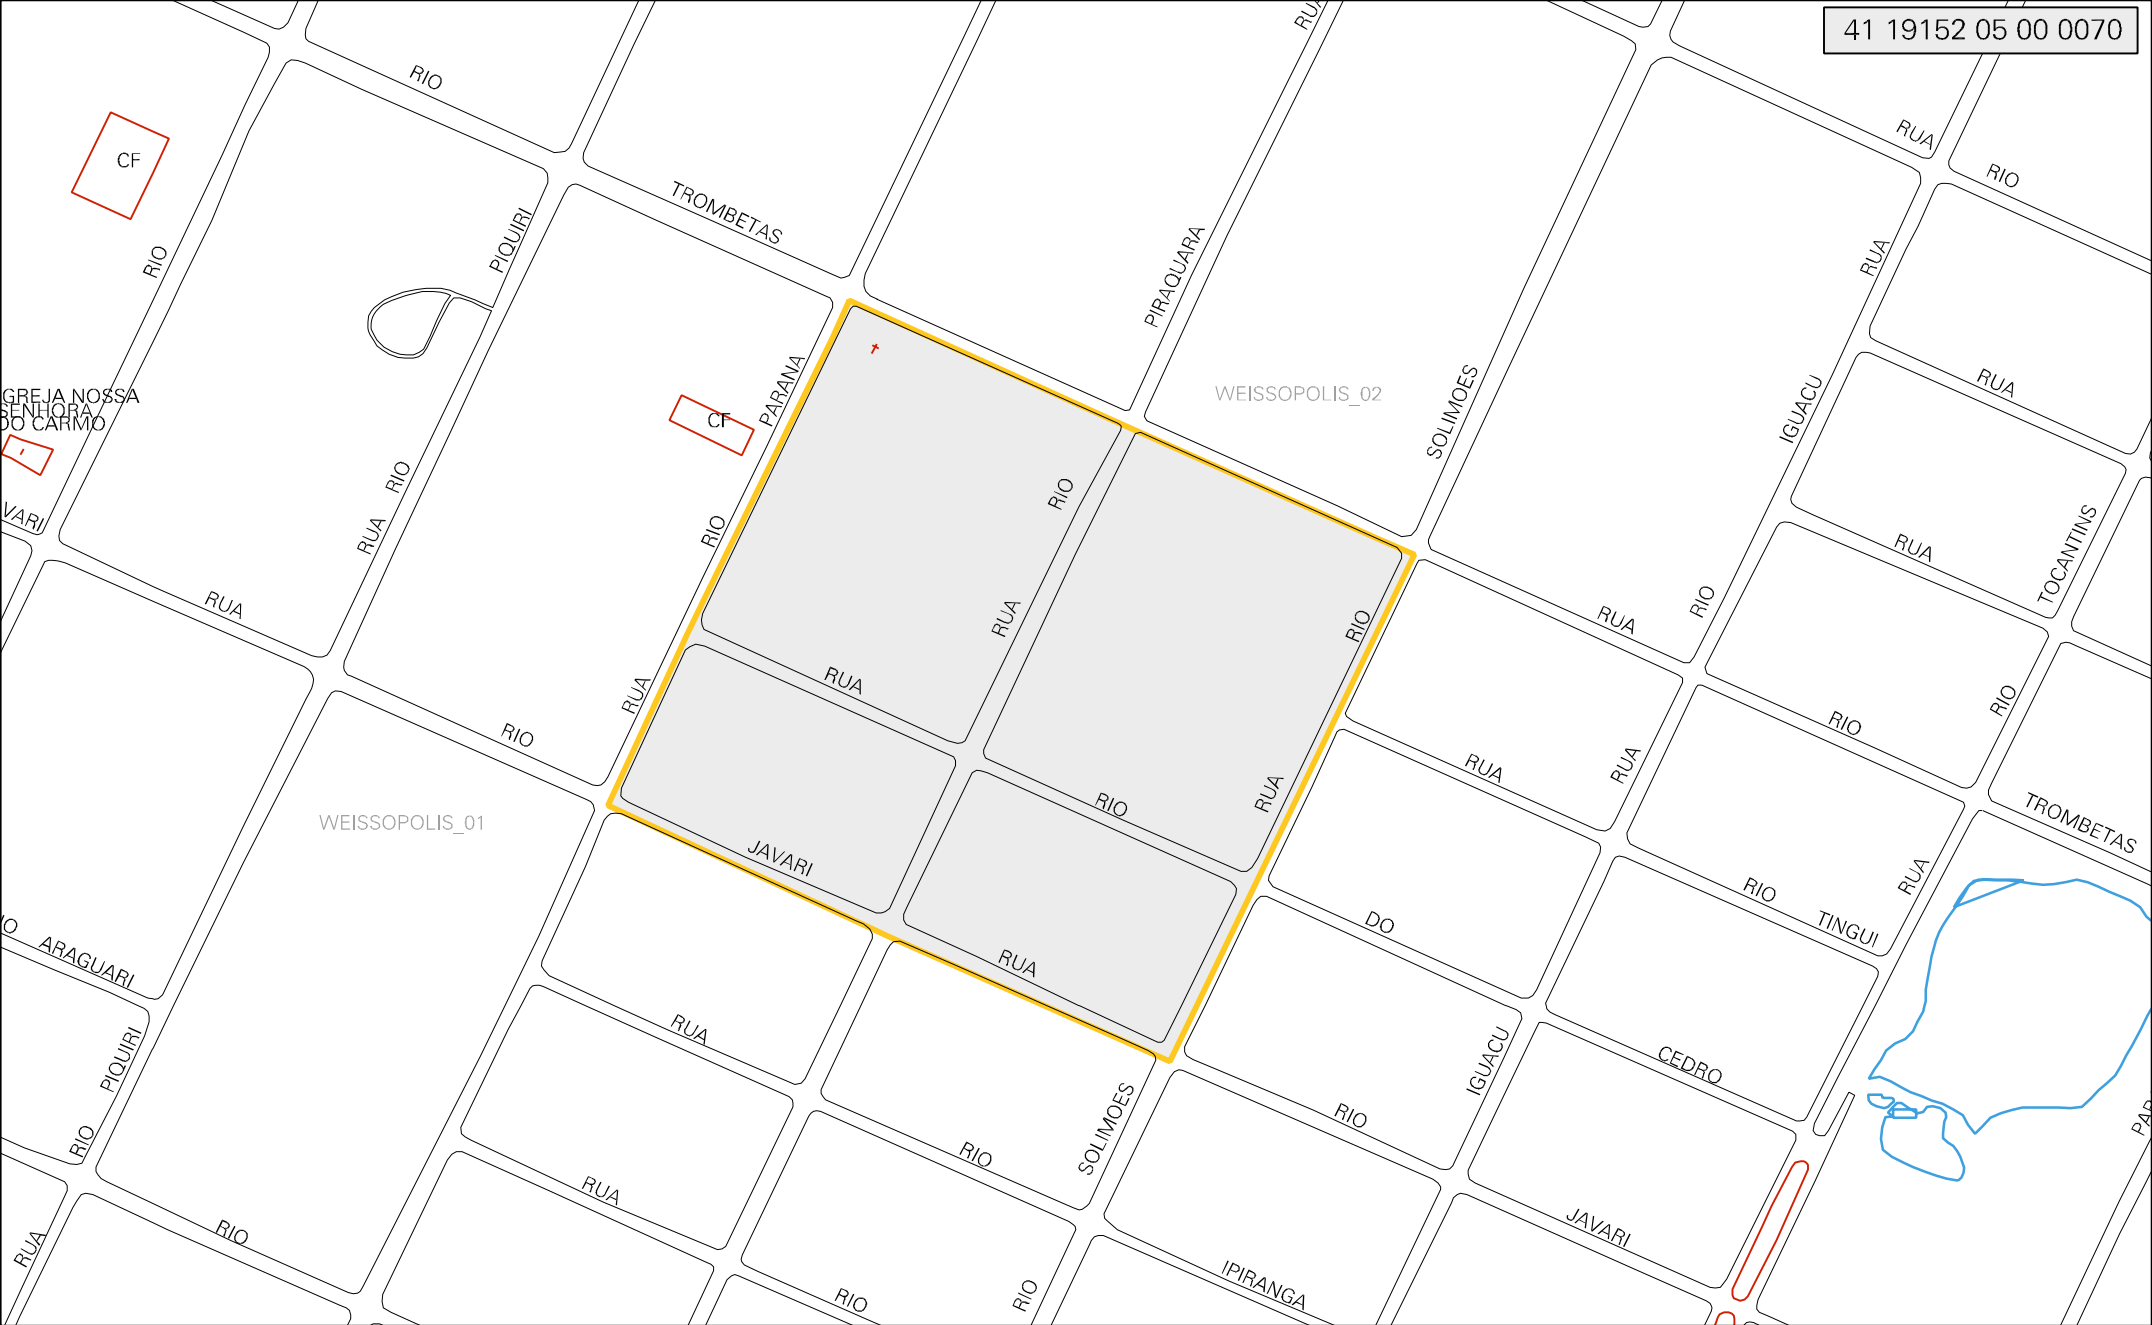 41 19152 05 00 0070
RUA
RIO
RUA
RIO
CF
TROMBETAS
PIQUIRI
PIRAQUARA
RIO
RUA
PARANA
CF
WEISSOPOLIS_02
SOLIMOES
IGUACU
RUA
GREJA NOSSA
SENHORA
DO CARMO
RIO
RIO
VARI
RUA
RIO
RUA
TOCANTINS
RUA
RUA
RIO
RIO
RUA
RUA
RUA
RIO
RUA
RIO
RIO
RUA
RUA
RUA
RIO
TROMBETAS
WEISSOPOLIS_01
JAVARI
RUA
RIO
TINGUI
DO
ARAGUARI
RUA
RUA
CEDRO
PIQUIRI
IGUACU
RIO
RIO
SOLIMOES
RIO
RUA
RIO
RUA
JAVARI
IPIRANGA
RIO
RIO